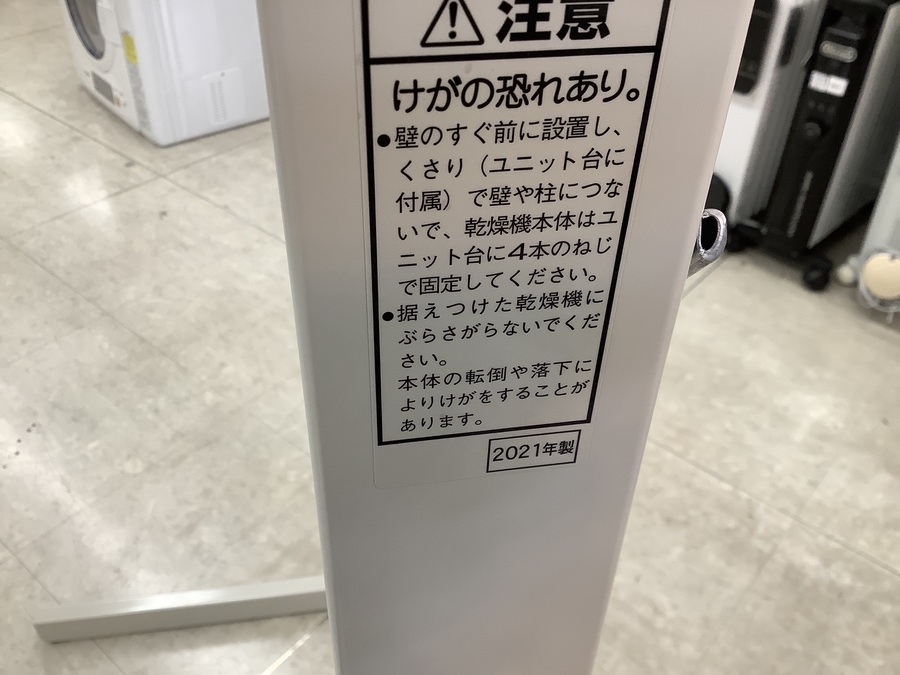 注意
けがの恐れあり。
●壁のすぐ前に設置し、
くさり（ユニット台に
付属）で壁や柱につな
いで、乾燥機本体はユ
ニット台に4本のねじ
で固定してください。
●据えつけた乾燥機に
ぶらさがらないでくだ
さい。
本体の転倒や落下に
よりけがをすることが
あります。
2021年製